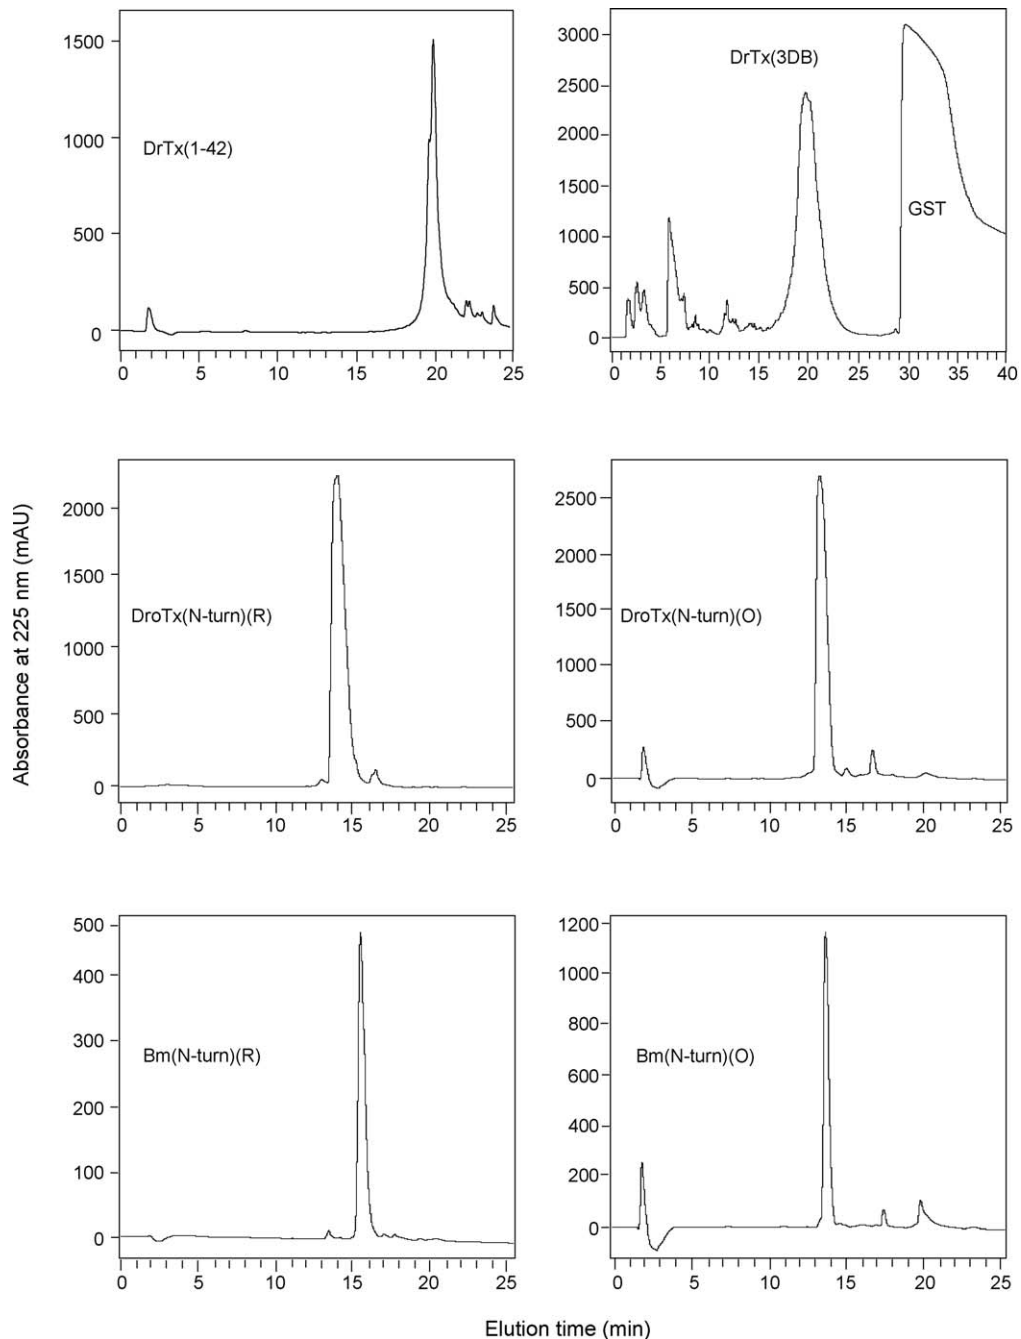 1500
1000
500
0
DrTx(1-42)
0 5 10 15 20 25
3000
2500
2000
1500
1000
500
0
DrTx(3DB)
GST
0 5 10 15 20 25 30 35 40
Absorbance at 225 nm (mAU)
2000
1500
1000
500
0
DroTx(N-turn)(R)
0 5 10 15 20 25
2500
2000
1500
1000
500
0
DroTx(N-turn)(O)
0 5 10 15 20 25
500
400
300
200
100
0
Bm(N-turn)(R)
0 5 10 15 20 25
1200
1000
800
600
400
200
0
Bm(N-turn)(O)
0 5 10 15 20 25
Elution time (min)